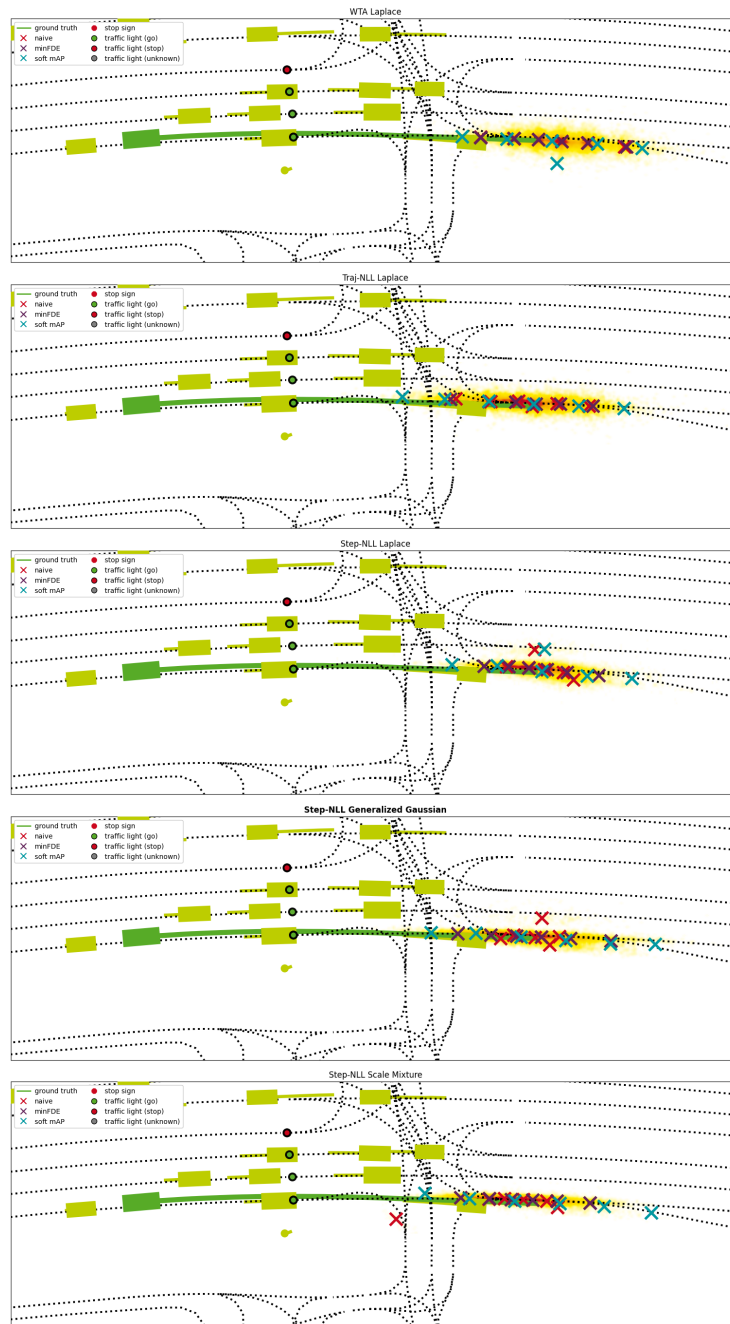 WTA Laplace
ground truth
naive
minFDE
soft mAP
stop sign
traffic light (go)
traffic light (stop)
traffic light (unknown)
Traj-NLL Laplace
ground truth
naive
minFDE
soft mAP
stop sign
traffic light (go)
traffic light (stop)
traffic light (unknown)
Step-NLL Laplace
ground truth
naive
minFDE
soft mAP
stop sign
traffic light (go)
traffic light (stop)
traffic light (unknown)
Step-NLL Generalized Gaussian
ground truth
naive
minFDE
soft mAP
stop sign
traffic light (go)
traffic light (stop)
traffic light (unknown)
Step-NLL Scale Mixture
ground truth
naive
minFDE
soft mAP
stop sign
traffic light (go)
traffic light (stop)
traffic light (unknown)